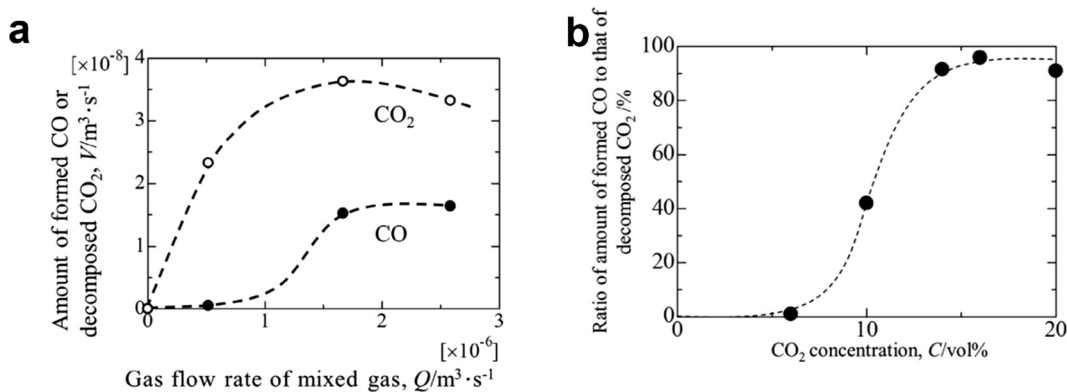 a
[×10⁻⁸]
4
3
2
1
0
Amount of formed CO or
decomposed CO₂, V/m³·s⁻¹
CO₂
CO
0
1
2
3
[×10⁻⁶]
Gas flow rate of mixed gas, Q/m³·s⁻¹
b
Ratio of amount of formed CO to that of
decomposed CO₂/%
100
80
60
40
20
0
0
10
20
CO₂ concentration, C/vol%